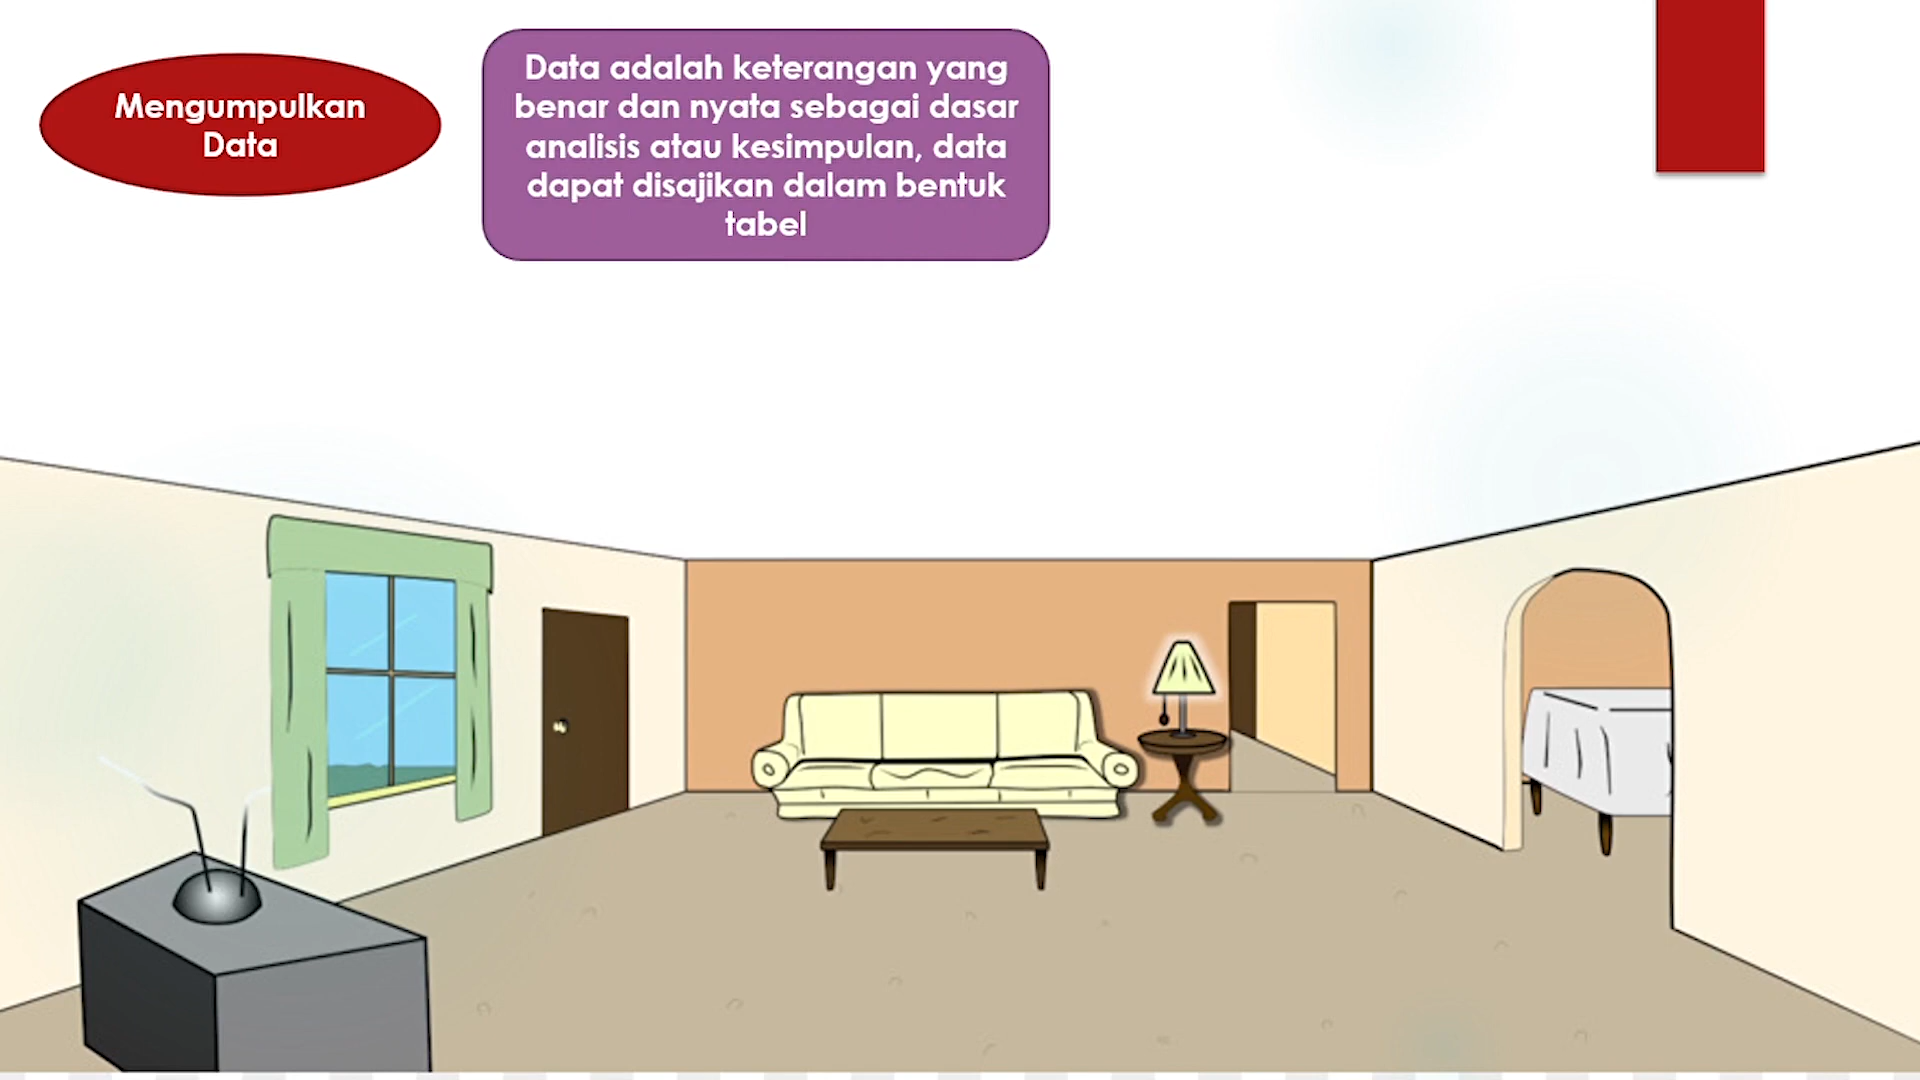 Mengumpulkan
Data
Data adalah keterangan yang
benar dan nyata sebagai dasar
analisis atau kesimpulan, data
dapat disajikan dalam bentuk
tabel